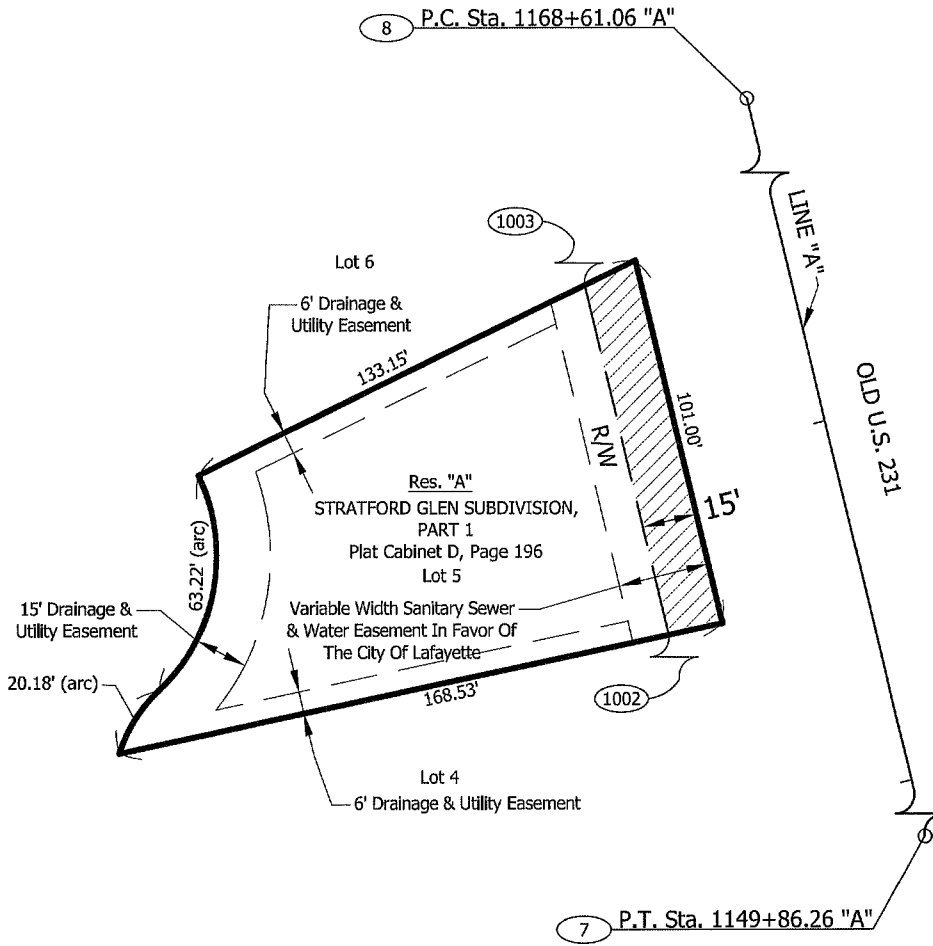 8 P.C. Sta. 1168+61.06 "A"
LINE "A"
1003
Lot 6
6' Drainage &
Utility Easement
133.15'
101.00'
OLD U.S. 231
R/W
Res. "A"
STRATFORD GLEN SUBDIVISION,
PART 1
Plat Cabinet D, Page 196
Lot 5
15'
63.22' (arc)
15' Drainage &
Utility Easement
Variable Width Sanitary Sewer
& Water Easement In Favor Of
The City Of Lafayette
20.18' (arc)
168.53'
1002
Lot 4
6' Drainage & Utility Easement
7 P.T. Sta. 1149+86.26 "A"